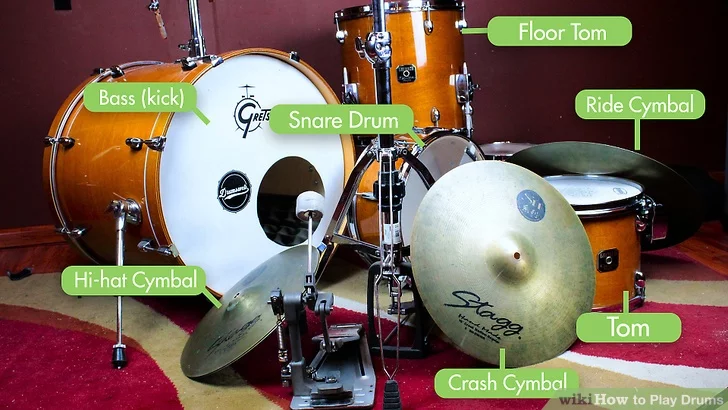 Floor Tom
Bass (kick)
Ride Cymbal
GRETSCH
Snare Drum
Drumsound
Hi-hat Cymbal
Stagg
Tom
Crash Cymbal
wikiHow to Play Drums